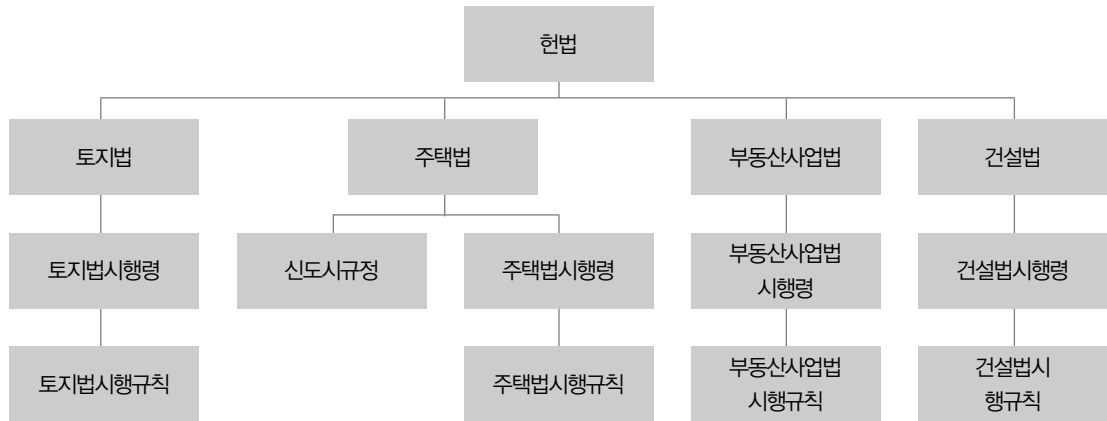 헌법
토지법
주택법
부동산사업법
건설법
토지법시행령
신도시규정
주택법시행령
부동산사업법
시행령
건설법시행령
토지법시행규칙
주택법시행규칙
부동산사업법
시행규칙
건설법시
행규칙